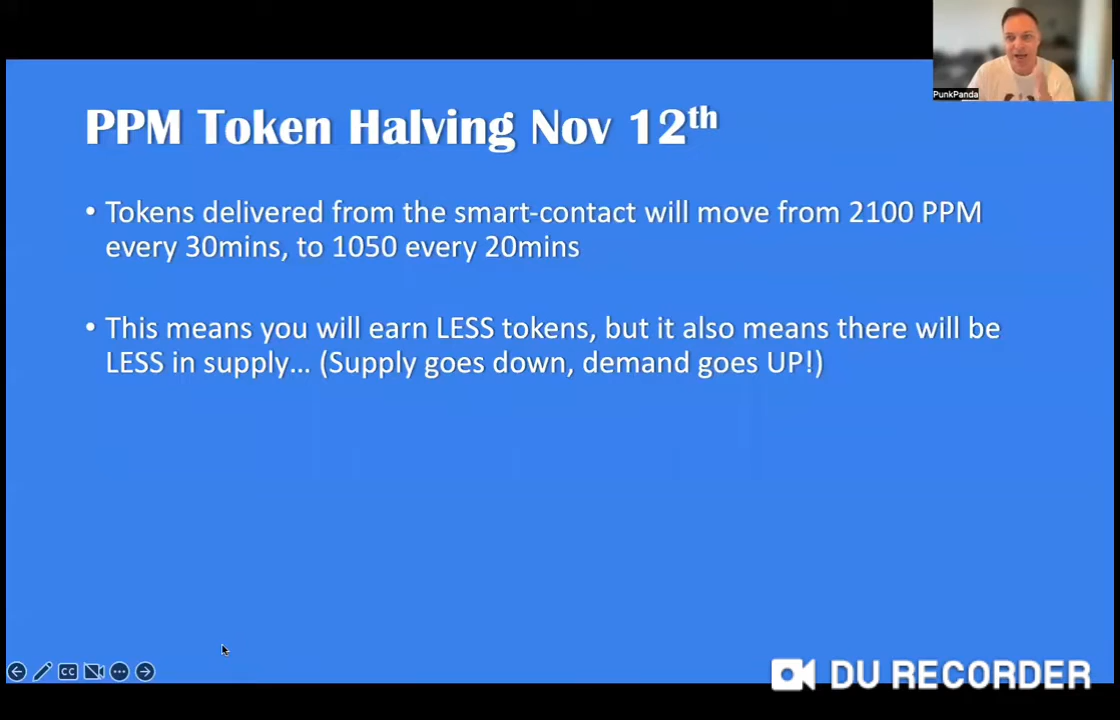 PunkPanda
PPM Token Halving Nov 12th
• Tokens delivered from the smart-contact will move from 2100 PPM
every 30mins, to 1050 every 20mins
• This means you will earn LESS tokens, but it also means there will be
LESS in supply... (Supply goes down, demand goes UP!)
CC
DU RECORDER